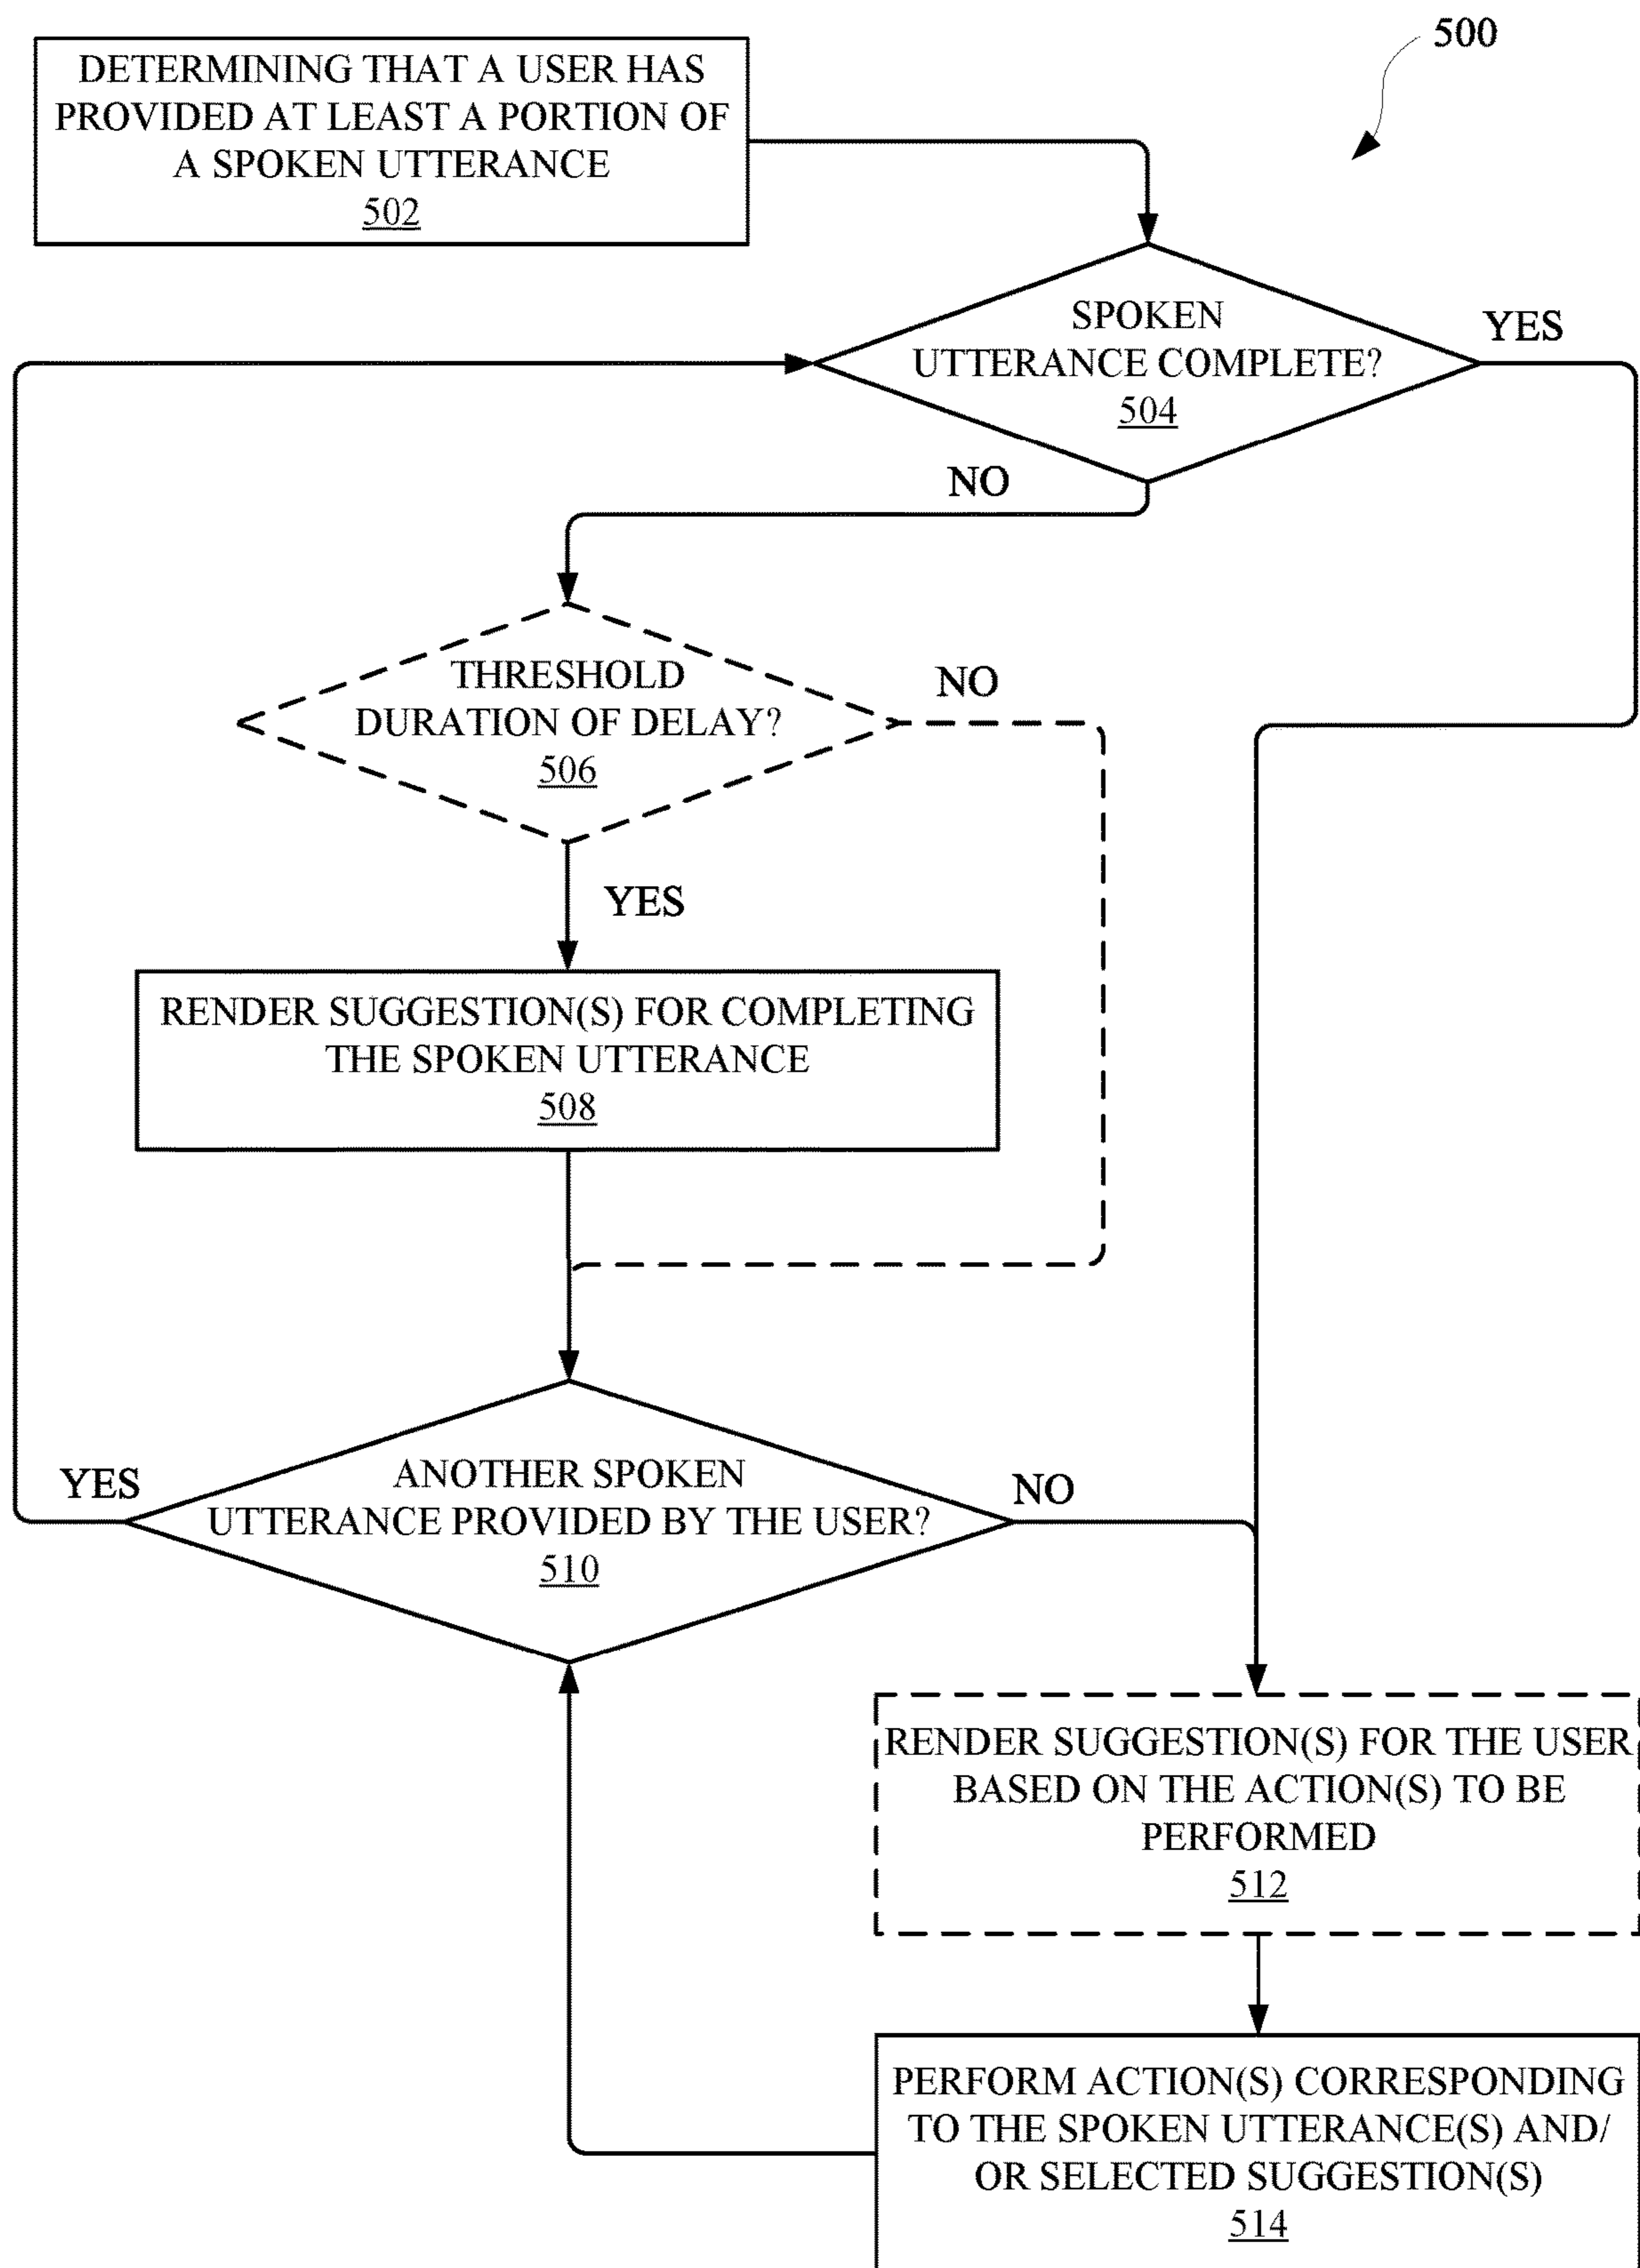 500
DETERMINING THAT A USER HAS
PROVIDED AT LEAST A PORTION OF
A SPOKEN UTTERANCE
502
SPOKEN
UTTERANCE COMPLETE?
504
YES
NO
THRESHOLD
DURATION OF DELAY?
506
NO
YES
RENDER SUGGESTION(S) FOR COMPLETING
THE SPOKEN UTTERANCE
508
YES
ANOTHER SPOKEN
UTTERANCE PROVIDED BY THE USER?
510
NO
RENDER SUGGESTION(S) FOR THE USER
BASED ON THE ACTION(S) TO BE
PERFORMED
512
PERFORM ACTION(S) CORRESPONDING
TO THE SPOKEN UTTERANCE(S) AND/
OR SELECTED SUGGESTION(S)
514